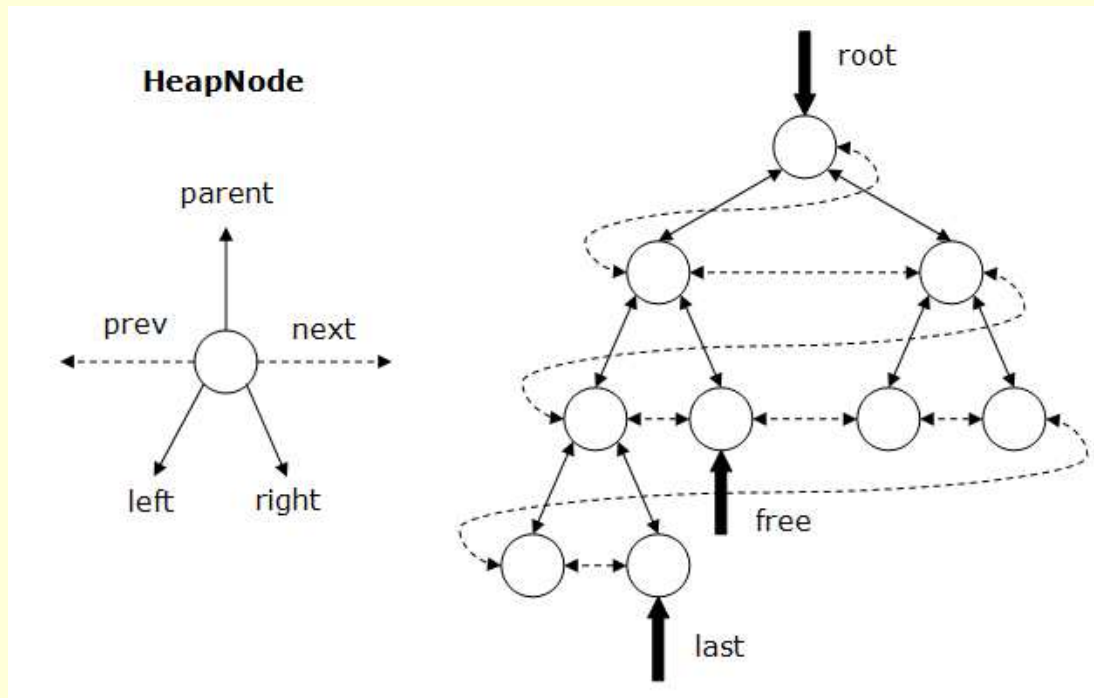 HeapNode
parent
prev
next
left
right
root
free
last